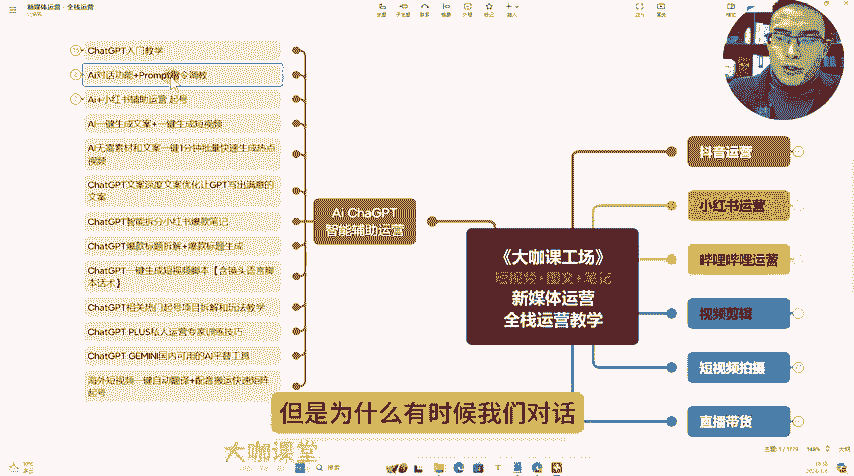 新媒体运营 - 全栈运营
ChatGPT入门教学
Ai对话功能+Prompt指令调教
Ai+小红书辅助运营 起号
Ai一键生成文案+一键生成短视频
Ai无需素材和文案一键1分钟批量快速生成热点
视频
ChatGPT文案深度文案优化让GPT写出满意的
文案
ChatGPT智能拆分小红书爆款笔记
ChatGPT爆款标题拆解+爆款标题生成
ChatGPT一键生成短视频脚本【含镜头语言脚
本话术】
ChatGPT相关热门起号项目拆解和玩法教学
ChatGPT PLUS私人运营专家训练技巧
ChatGPT GEMINI国内可用的AI平替工具
海外短视频一键自动翻译+配音搬运快速矩阵
起号
Ai ChaGPT
智能辅助运营
《大咖课工场》
短视频+图文+笔记
新媒体运营
全栈运营教学
抖音运营
小红书运营
哔哩哔哩运营
视频剪辑
短视频拍摄
直播带货
但是为什么有时候我们对话
大咖课堂